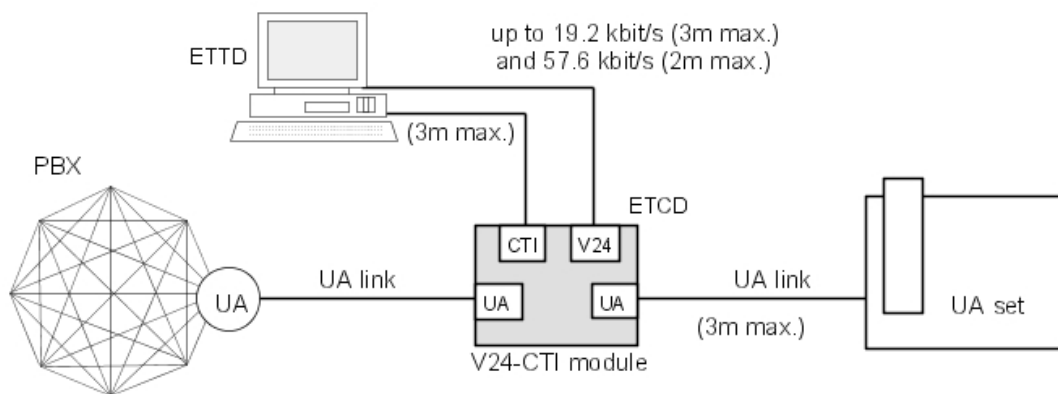 up to 19.2 kbit/s (3m max.)
and 57.6 kbit/s (2m max.)
ETTD
(3m max.)
PBX
ETCD
CTI
V24
UA
UA link
UA
UA
UA link
(3m max.)
UA set
V24-CTI module